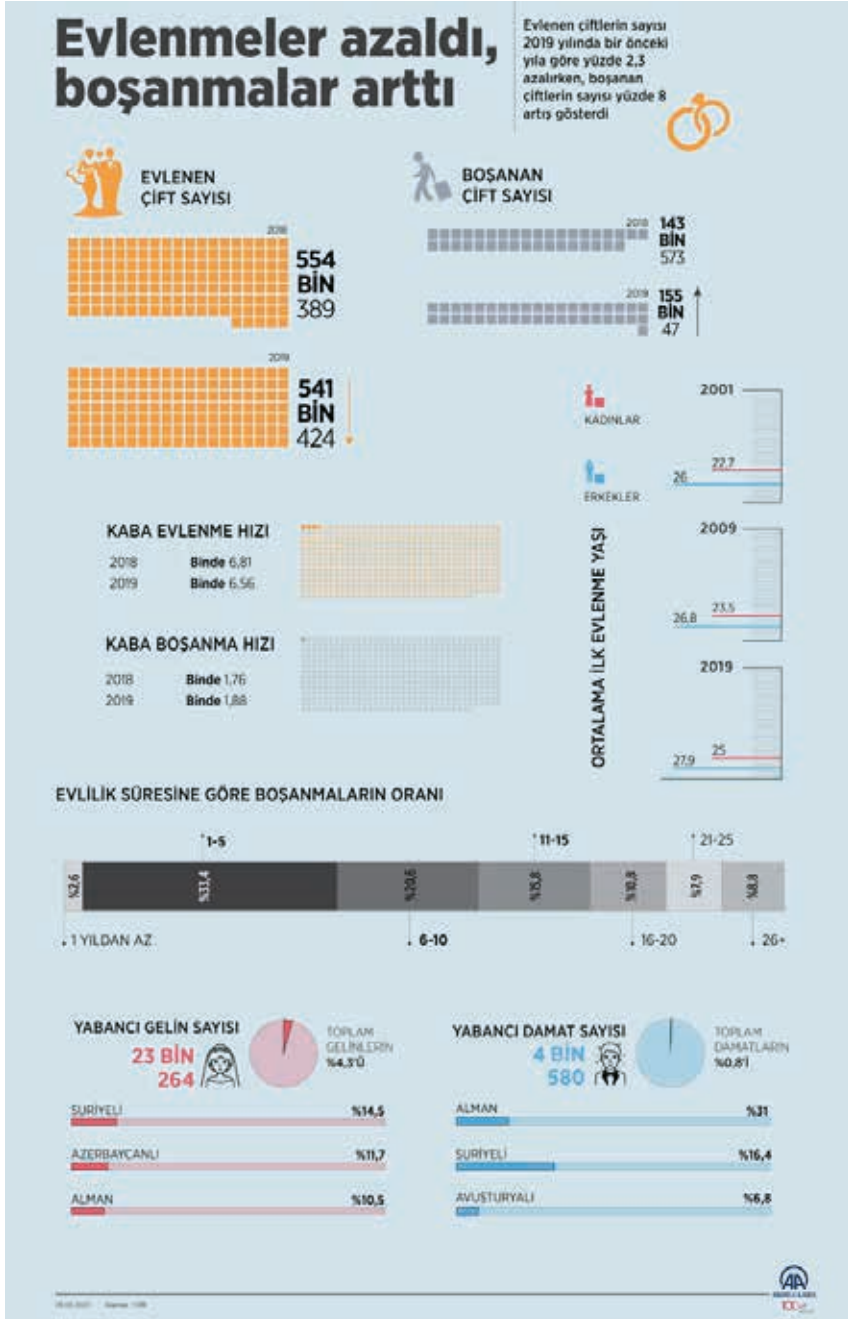 Evlenmeler azaldı,
boşanmalar arttı
Evlenen çiftlerin sayısı
2019 yılında bir önceki
yıla göre yüzde 2,3
azalırken, boşanan
çiftlerin sayısı yüzde 8
artış gösterdi
EVLENEN
ÇİFT SAYISI
2018
554
BİN
389
2019
541
BİN
424
BOŞANAN
ÇİFT SAYISI
2018
143
BİN
573
2019
155
BİN
47
KADINLAR
ERKEKLER
ORTALAMA İLK EVLENME YAŞI
2001
22,7
26
2009
23,5
26,8
2019
25
27,9
KABA EVLENME HIZI
2018 Binde 6,81
2019 Binde 6,56
KABA BOŞANMA HIZI
2018 Binde 1,76
2019 Binde 1,88
EVLİLİK SÜRESİNE GÖRE BOŞANMALARIN ORANI
1-5 11-15 21-25
%2,6 %33,4 %20,6 %15,8 %10,8 %7,9 %8,8
1 YILDAN AZ 6-10 16-20 26+
YABANCI GELİN SAYISI
23 BİN
264
TOPLAM
GELİNLERİN
%4,3'Ü
SURİYELİ %14,5
AZERBAYCANLI %11,7
ALMAN %10,5
YABANCI DAMAT SAYISI
4 BİN
580
TOPLAM
DAMATLARIN
%0,8'İ
ALMAN %31
SURİYELİ %16,4
AVUSTURYALI %6,8
AA